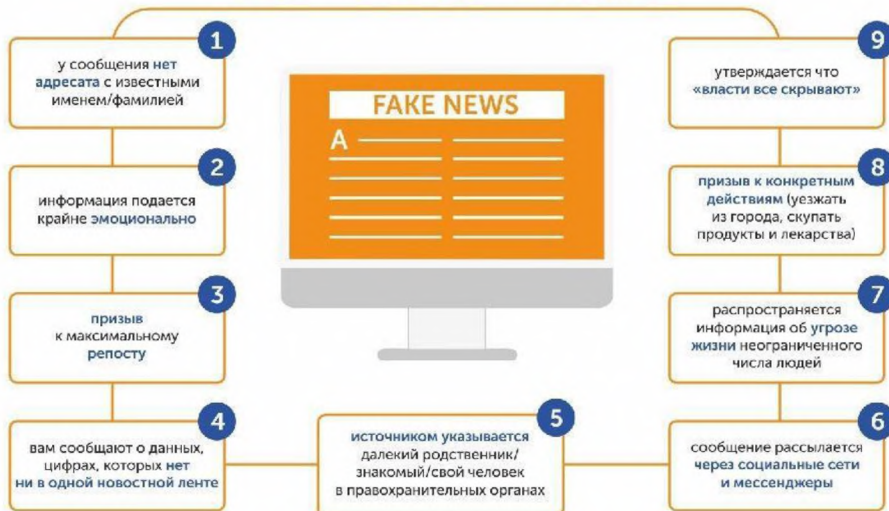 1
у сообщения нет
адресата с известными
именем/фамилией
2
информация подается
крайне эмоционально
3
призыв
к максимальному
репосту
4
вам сообщают о данных,
цифрах, которых нет
ни в одной новостной ленте
5
источником указывается
далекий родственник/
знакомый/свой человек
в правохранительных органах
6
сообщение рассылается
через социальные сети
и мессенджеры
7
распространяется
информация об угрозе
жизни неограниченного
числа людей
8
призыв к конкретным
действиям (уезжать
из города, скупать
продукты и лекарства)
9
утверждается что
«власти все скрывают»
FAKE NEWS
A